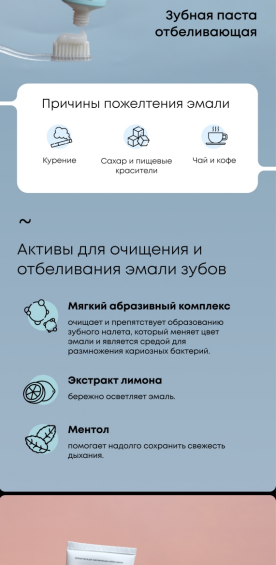 Зубная паста
отбеливающая
Причины пожелтения эмали
Курение
Сахар и пищевые
красители
Чай и кофе
~
Активы для очищения и
отбеливания эмали зубов
Мягкий абразивный комплекс
очищает и препятствует образованию
зубного налета, который меняет цвет
эмали и является средой для
размножения кариозных бактерий.
Экстракт лимона
бережно осветляет эмаль.
Ментол
помогает надолго сохранить свежесть
дыхания.